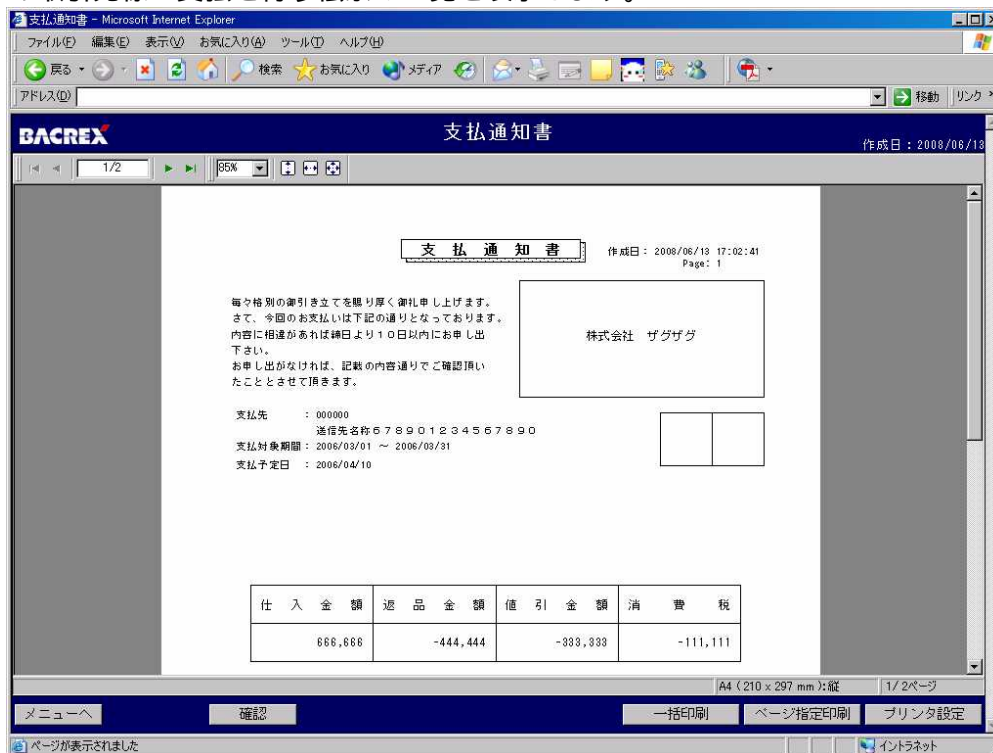 支払通知書 - Microsoft Internet Explorer
ファイル(F) 編集(E) 表示(V) お気に入り(A) ツール(T) ヘルプ(H)
戻る 検索 お気に入り メディア
アドレス(D) 移動 リンク
BACREX 支払通知書 作成日：2008/06/13
1/2 85%
支払通知書 作成日： 2008/06/13 17:02:41
Page: 1
毎々格別の御引き立てを賜り厚く御礼申し上げます。
さて、今回のお支払いは下記の通りとなっております。
内容に相違があれば締日より１０日以内にお申し出
下さい。
お申し出がなければ、記載の内容通りでご確認頂い
たこととさせて頂きます。
株式会社 ザグザグ
支払先 ： 000000
送信先名称６７８９０１２３４５６７８９０
支払対象期間： 2006/03/01 ～ 2006/03/31
支払予定日 ： 2006/04/10
仕入金額 返品金額 値引金額 消費税
666,666 -444,444 -333,333 -111,111
A4 (210 x 297 mm):縦 1/ 2ページ
メニューへ 確認 一括印刷 ページ指定印刷 プリンタ設定
ページが表示されました イントラネット